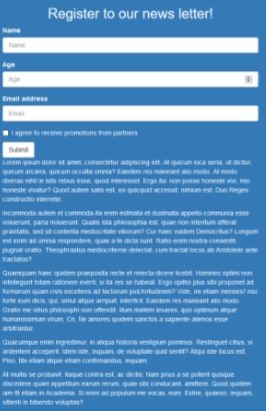 Register to our news letter!
Name
Name
Age
Age
Email address
Email
I agree to receive promotions from partners
Submit
Lorem ipsum dolor sit amet, consectetur adipiscing elit. At quicum ioca seria, ut dicitur,
quicum arcana, quicum occulta omnia? Eaedem res maneant alio modo. At modo
dixeras nihil in istis rebus esse, quod interesset. Ergo ita: non posse honeste vivi, nisi
honeste vivatur? Quod autem satis est, eo quicquid accessit, nimium est; Duo Reges:
constructio interrete.
Incommoda autem et commoda-ita enim estmata et dustmata appello-communia esse
voluerunt, paria noluerunt. Qualis ista philosophia est, quae non interitum afferat
pravitatis, sed sit contenta mediocritate vitiorum? Cur haec eadem Democritus? Longum
est enim ad omnia respondere, quae a te dicta sunt. Ratio enim nostra consentit,
pugnat oratio. Theophrastus mediocriterne delectat, cum tractat locos ab Aristotele ante
tractatos?
Quamquam haec quidem praeposita recte et reiecta dicere licebit. Homines optimi non
intellegunt totam rationem everti, si ita res se habeat. Ergo opifex plus sibi proponet ad
formarum quam civis excellens ad factorum pulchritudinem? Vide, ne etiam menses! nisi
forte eum dicis, qui, simul atque arripuit, interficit. Eaedem res maneant alio modo.
Oratio me istius philosophi non offendit; Illum mallem levares, quo optimum atque
humanissimum virum, Cn. Ne amores quidem sanctos a sapiente alienos esse
arbitrantur.
Quacumque enim ingredimur, in aliqua historia vestigium ponimus. Restinguet citius, si
ardentem acceperit. Idem iste, inquam, de voluptate quid sentit? Aliqui iste locus est,
Piso, tibi etiam atque etiam confirmandus, inquam;
At multis se probavit. Itaque contra est, ac dicitis; Nam prius a se poterit quisque
discedere quam appetitum earum rerum, quae sibi conducant, amittere. Quod quidem
iam fit etiam in Academia. Si enim ad populum me vocas, eum. Estne, quaeso, inquam,
sitienti in bibendo voluptas?